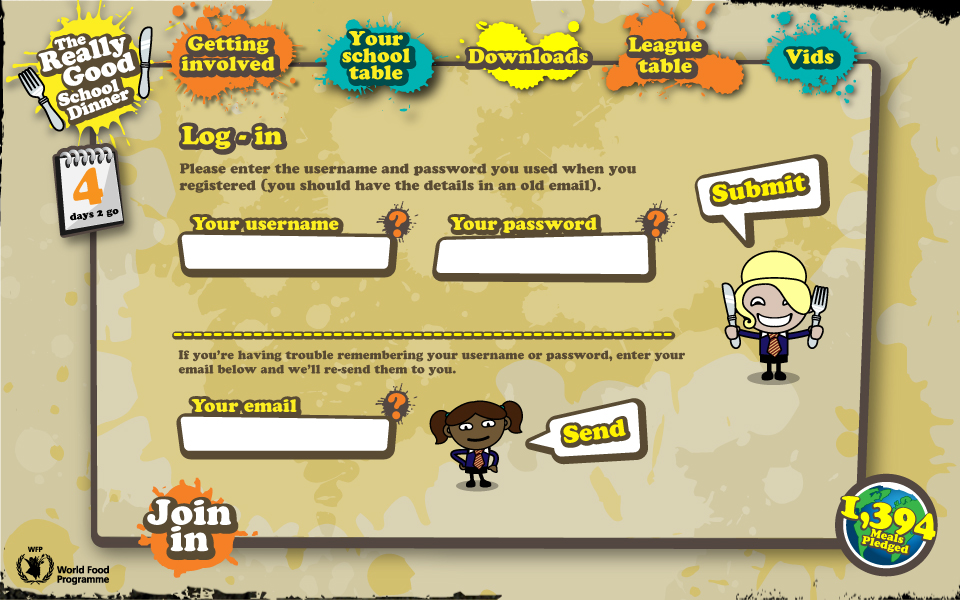 The
Really
Good
School
Dinner
Getting
involved
Your
school
table
Downloads
League
table
Vids
4
days 2 go
Log - in
Please enter the username and password you used when you
registered (you should have the details in an old email).
Your username
?
Your password
?
Submit
If you're having trouble remembering your username or password, enter your
email below and we'll re-send them to you.
Your email
?
Send
Join
in
1,394
Meals
Pledged
WFP
World Food
Programme